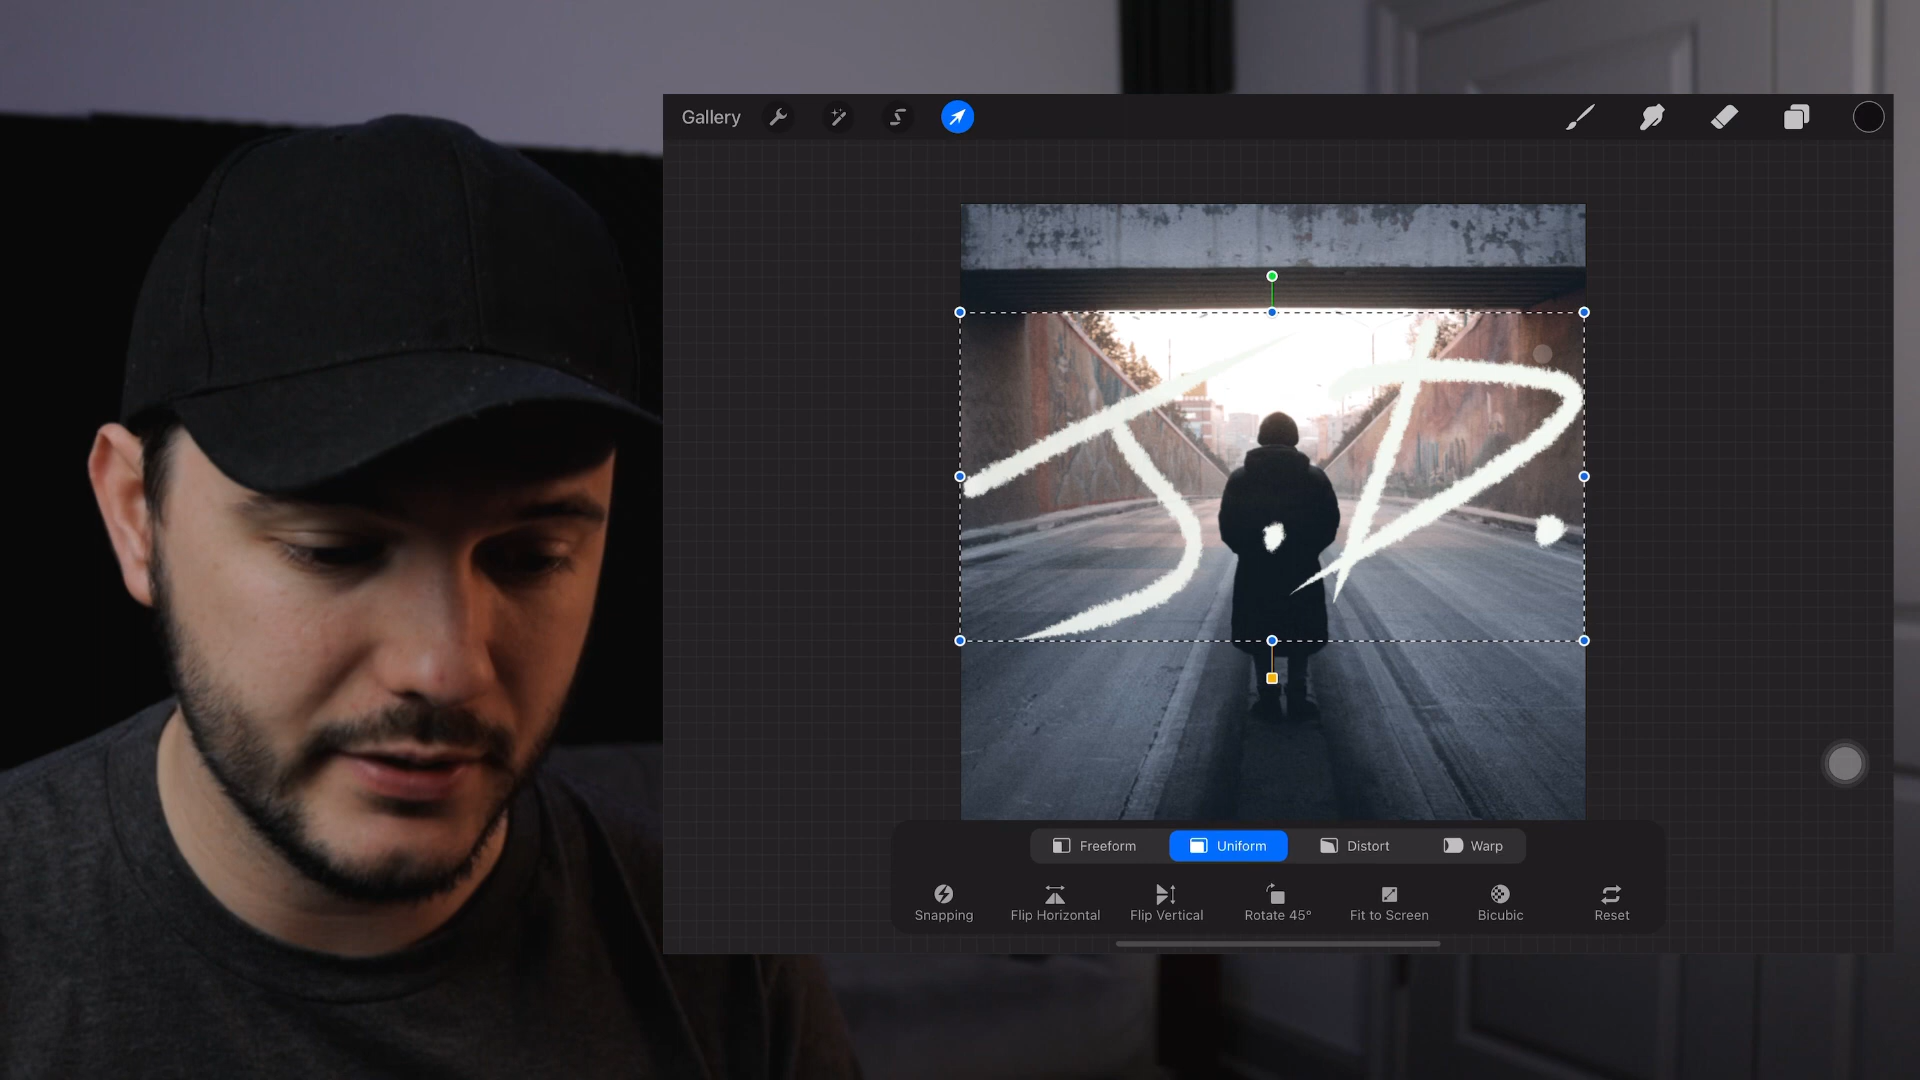 Gallery
J.D.
Freeform Uniform Distort Warp
Snapping Flip Horizontal Flip Vertical Rotate 45° Fit to Screen Bicubic Reset